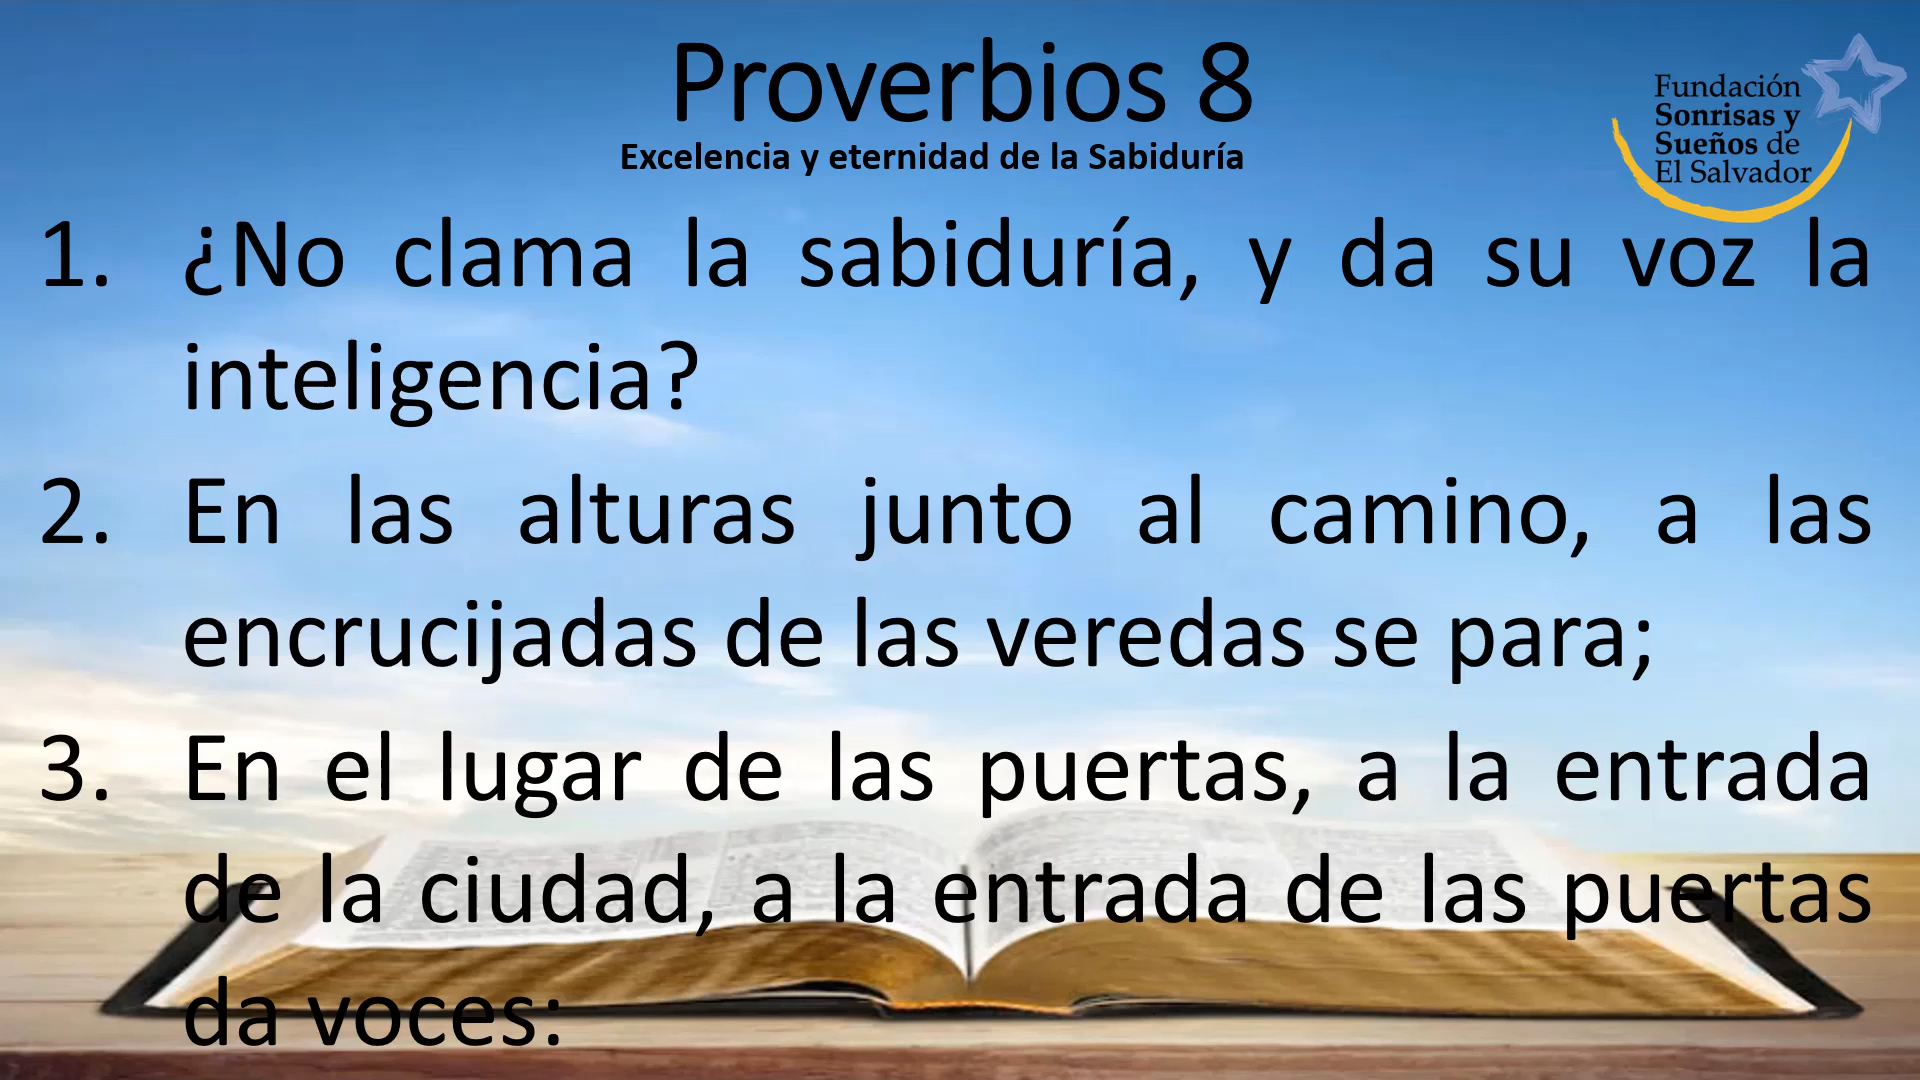 Proverbios 8
Excelencia y eternidad de la Sabiduría
Fundación
Sonrisas y
Sueños de
El Salvador
1. ¿No clama la sabiduría, y da su voz la
inteligencia?
2. En las alturas junto al camino, a las
encrucijadas de las veredas se para;
3. En el lugar de las puertas, a la entrada
de la ciudad, a la entrada de las puertas
da voces: